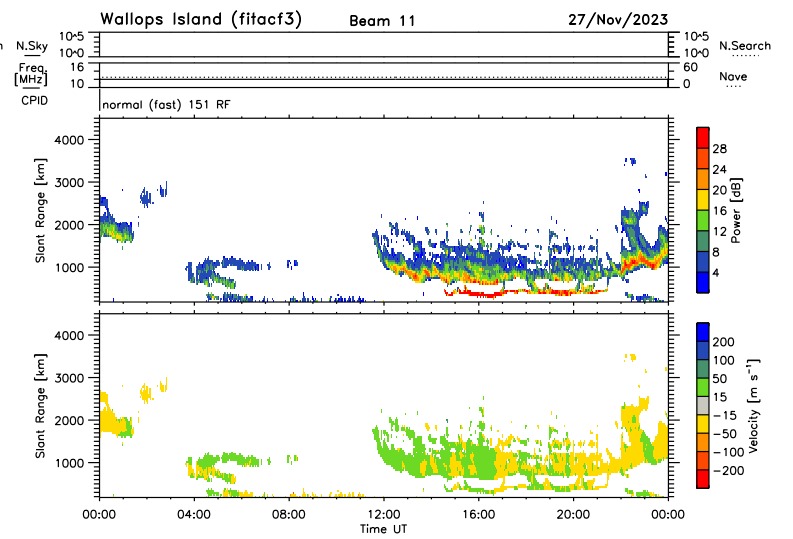 Wallops Island (fitacf3) Beam 11 27/Nov/2023
n N.Sky 10^5 10^0 10^5 10^0 N.Search
Freq. [MHz] 16 10 60 0 Nave
CPID normal (fast) 151 RF
Slant Range [km] 4000 3000 2000 1000
28 24 20 16 12 8 4 Power [dB]
Slant Range [km] 4000 3000 2000 1000
200 100 50 15 -15 -50 -100 -200 Velocity [m s⁻¹]
00:00 04:00 08:00 12:00 16:00 20:00 00:00
Time UT